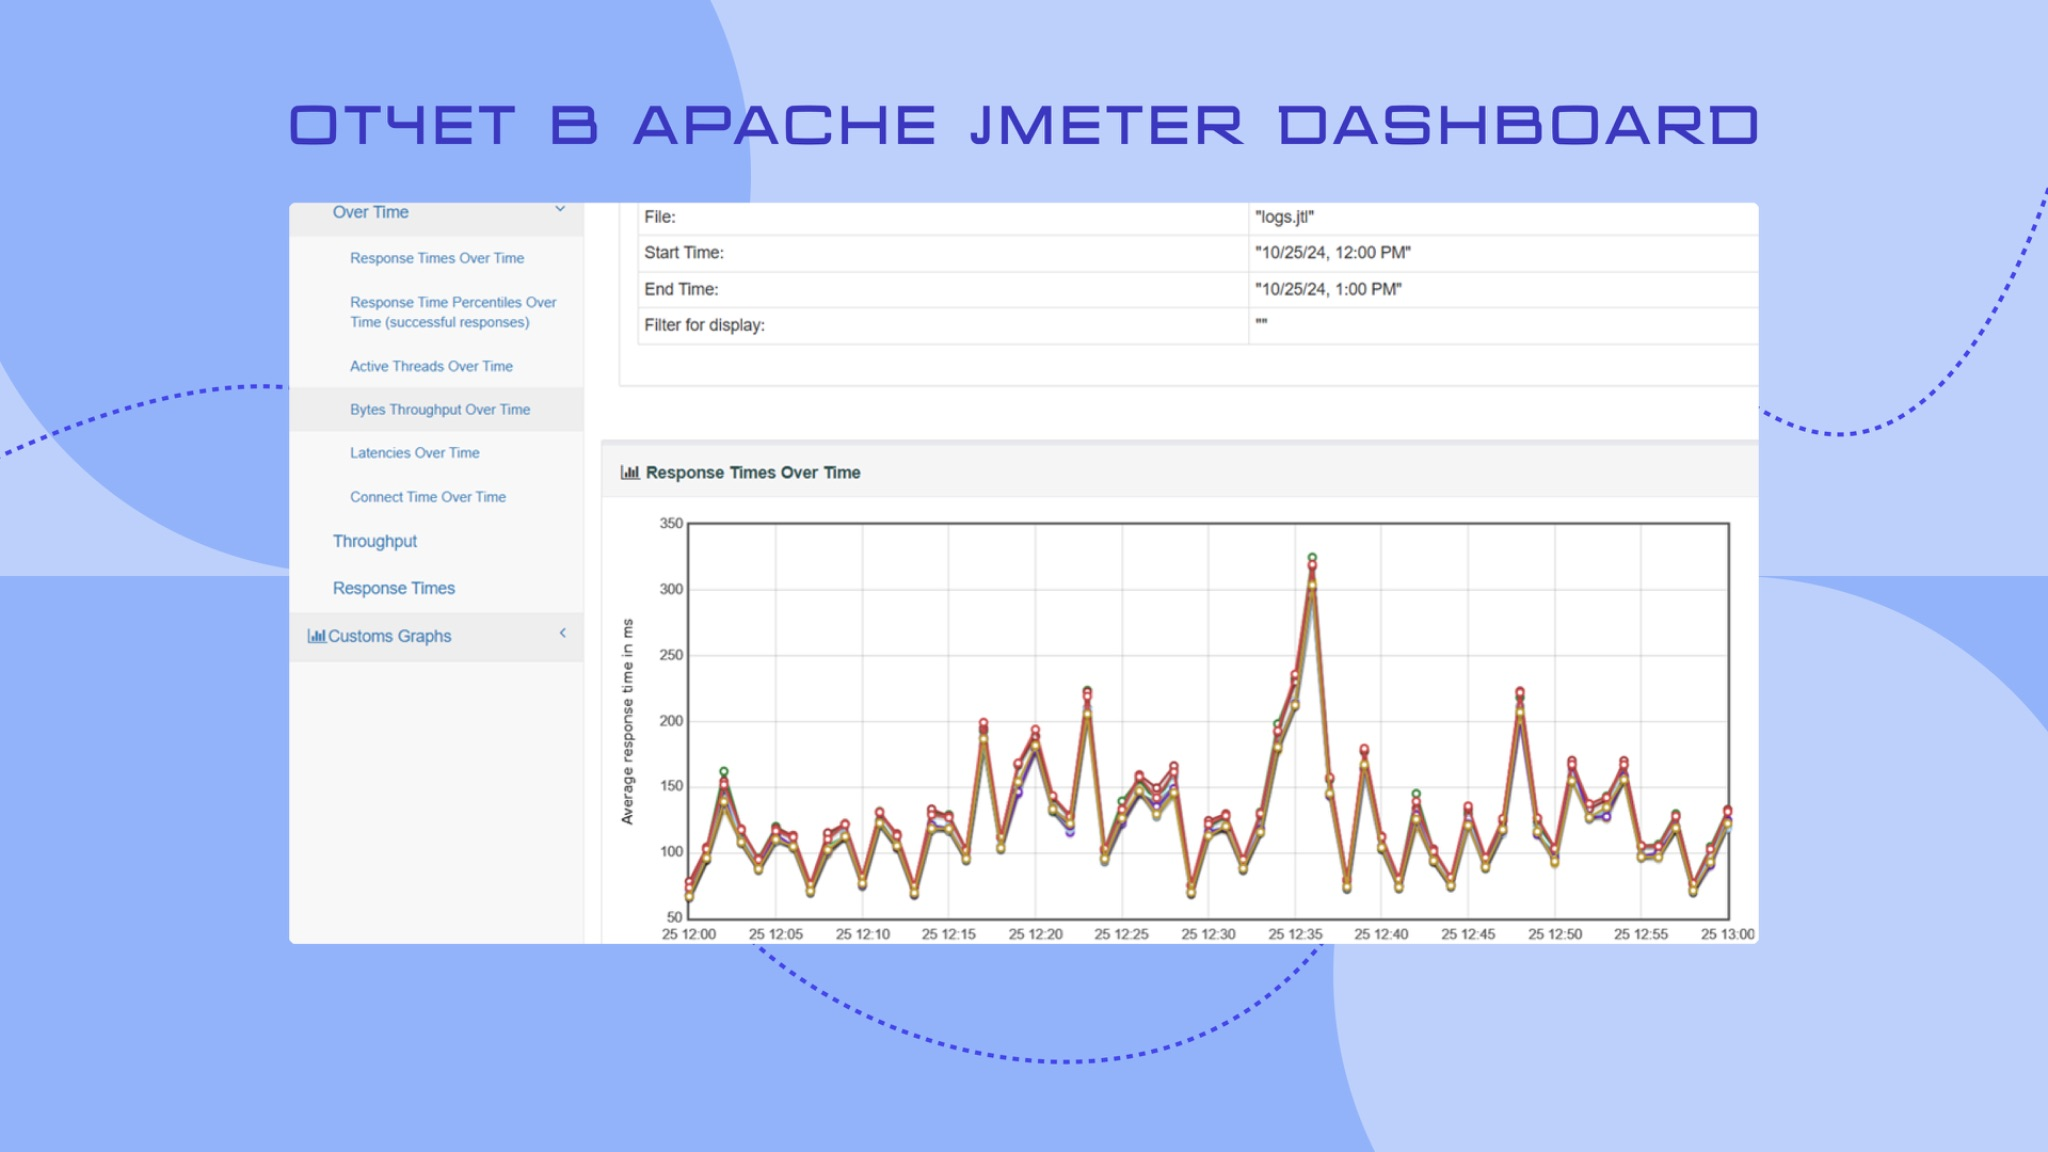 ОТЧЕТ В APACHE JMETER DASHBOARD
Over Time
Response Times Over Time
Response Time Percentiles Over
Time (successful responses)
Active Threads Over Time
Bytes Throughput Over Time
Latencies Over Time
Connect Time Over Time
Throughput
Response Times
Customs Graphs
File: "logs.jtl"
Start Time: "10/25/24, 12:00 PM"
End Time: "10/25/24, 1:00 PM"
Filter for display: ""
Response Times Over Time
Average response time in ms
350
300
250
200
150
100
50
25 12:00 25 12:05 25 12:10 25 12:15 25 12:20 25 12:25 25 12:30 25 12:35 25 12:40 25 12:45 25 12:50 25 12:55 25 13:00